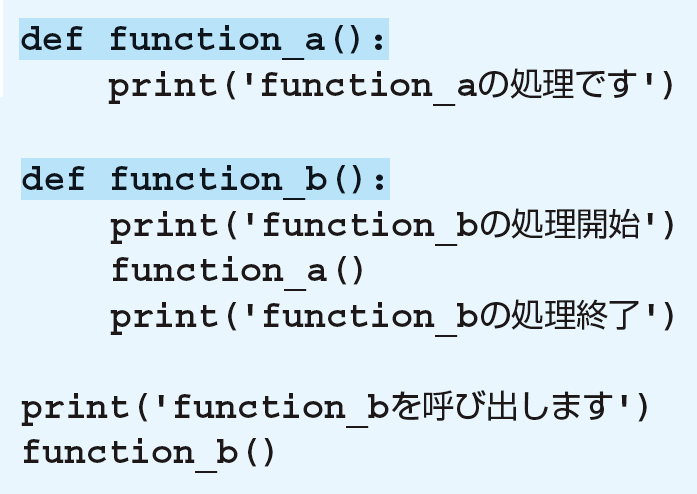 def function_a():
    print('function_aの処理です')

def function_b():
    print('function_bの処理開始')
    function_a()
    print('function_bの処理終了')

print('function_bを呼び出します')
function_b()